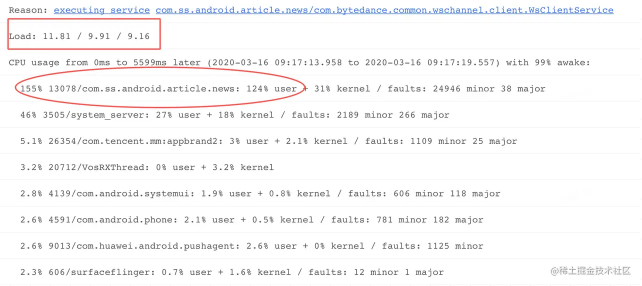 Reason: executing service com.ss.android.article.news/com.bytedance.common.wschannel.client.WsClientService
Load: 11.81 / 9.91 / 9.16
CPU usage from 0ms to 5599ms later (2020-03-16 09:17:13.958 to 2020-03-16 09:17:19.557) with 99% awake:
155% 13078/com.ss.android.article.news: 124% user + 31% kernel / faults: 24946 minor 38 major
46% 3505/system_server: 27% user + 18% kernel / faults: 2189 minor 266 major
5.1% 26354/com.tencent.mm:appbrand2: 3% user + 2.1% kernel / faults: 1109 minor 25 major
3.2% 20712/VosRXThread: 0% user + 3.2% kernel
2.8% 4139/com.android.systemui: 1.9% user + 0.8% kernel / faults: 606 minor 118 major
2.6% 4591/com.android.phone: 2.1% user + 0.5% kernel / faults: 781 minor 182 major
2.6% 9013/com.huawei.android.pushagent: 2.6% user + 0% kernel / faults: 1125 minor
2.3% 606/surfaceflinger: 0.7% user + 1.6% kernel / faults: 12 minor 1 major
@稀土掘金技术社区